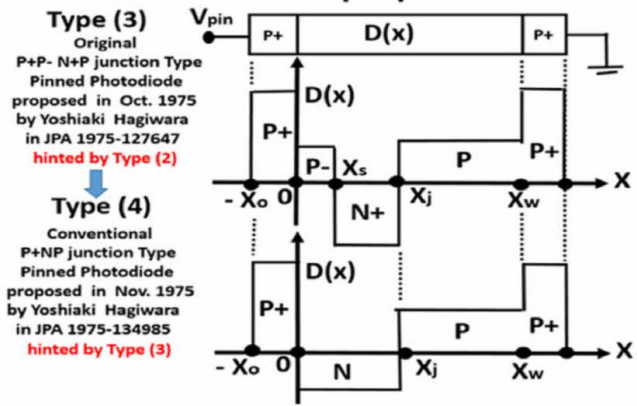 Type (3)
Original
P+P- N+P junction Type
Pinned Photodiode
proposed in Oct. 1975
by Yoshiaki Hagiwara
in JPA 1975-127647
hinted by Type (2)
Type (4)
Conventional
P+NP junction Type
Pinned Photodiode
proposed in Nov. 1975
by Yoshiaki Hagiwara
in JPA 1975-134985
hinted by Type (3)
Vpin
P+ D(x) P+
D(x)
P+ P- Xs P P+
- Xo 0 N+ Xj Xw X
D(x)
P+ P P+
- Xo 0 N Xj Xw X